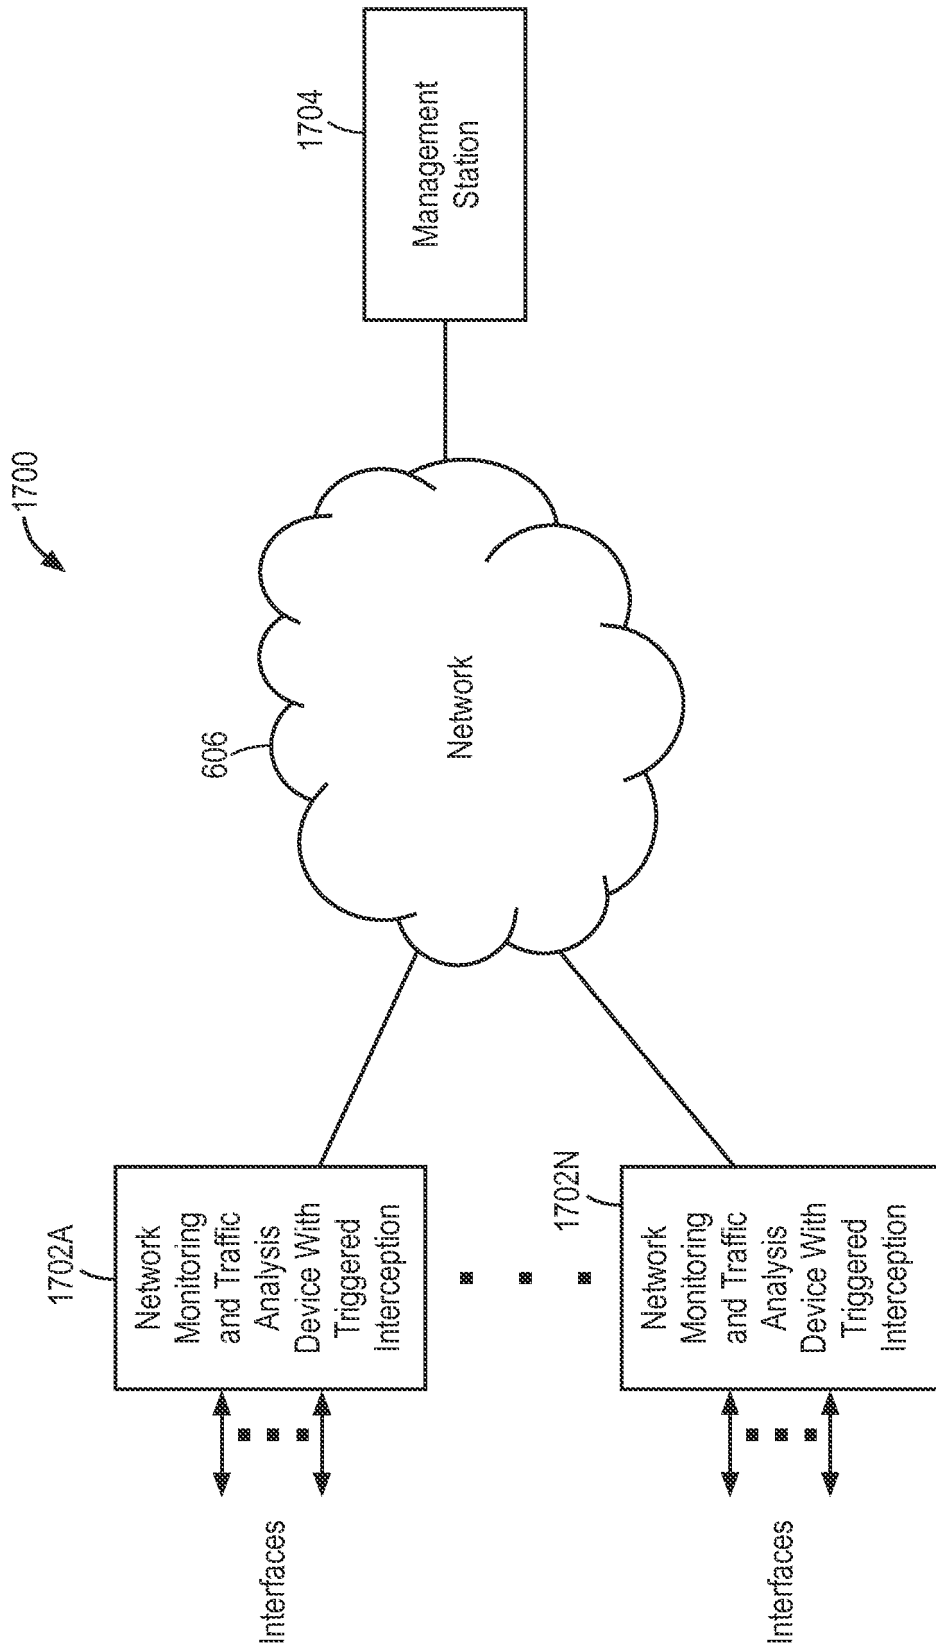 1700
1702A
Network
Monitoring
and Traffic
Analysis
Device With
Triggered
Interception
Interfaces
606
Network
1704
Management
Station
1702N
Network
Monitoring
and Traffic
Analysis
Device With
Triggered
Interception
Interfaces